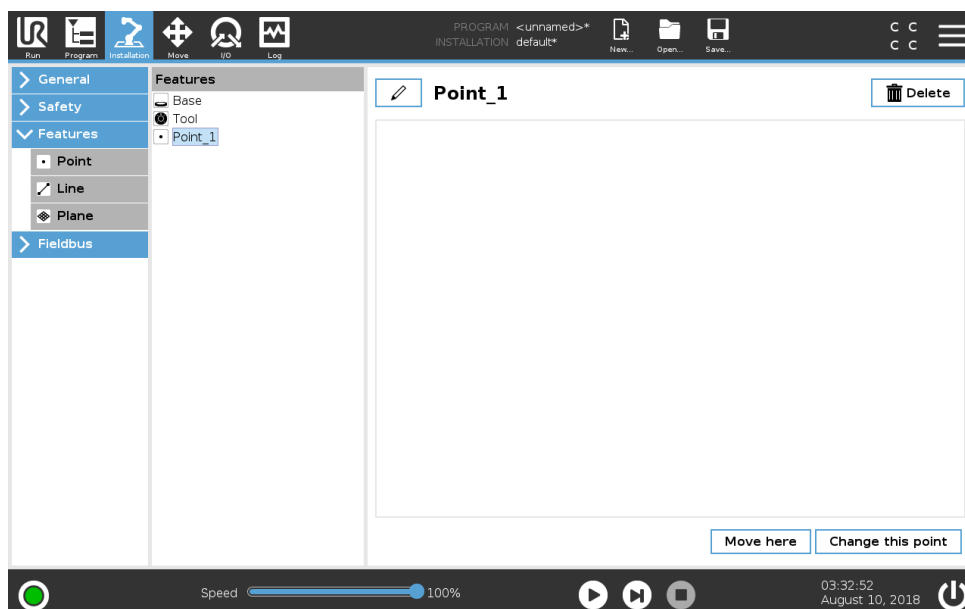 UR
PROGRAM <unnamed>*
INSTALLATION default*
Run Program Installation Move I/O Log New... Open... Save...
C C
C C
General
Safety
Features
Point
Line
Plane
Fieldbus
Features
Base
Tool
Point_1
Point_1
Delete
Move here Change this point
Speed 100%
03:32:52
August 10, 2018